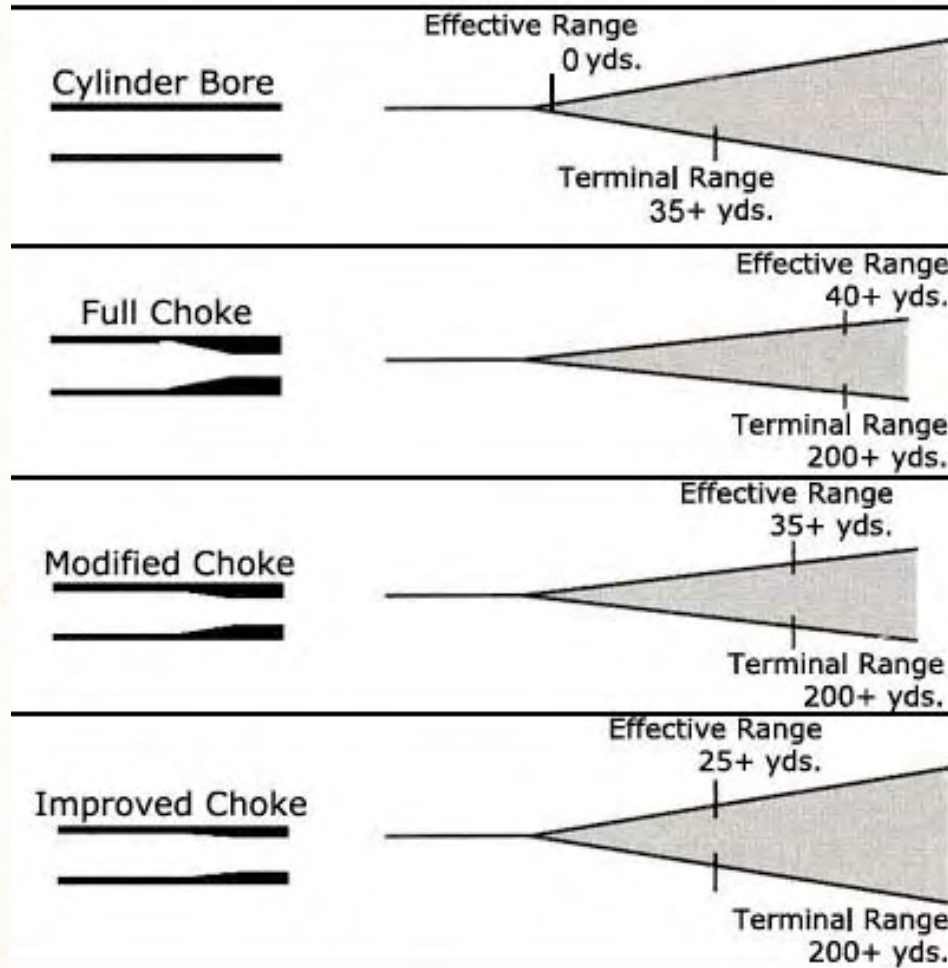 Effective Range
0 yds.
Cylinder Bore
Terminal Range
35+ yds.
Effective Range
40+ yds.
Full Choke
Terminal Range
200+ yds.
Effective Range
35+ yds.
Modified Choke
Terminal Range
200+ yds.
Effective Range
25+ yds.
Improved Choke
Terminal Range
200+ yds.